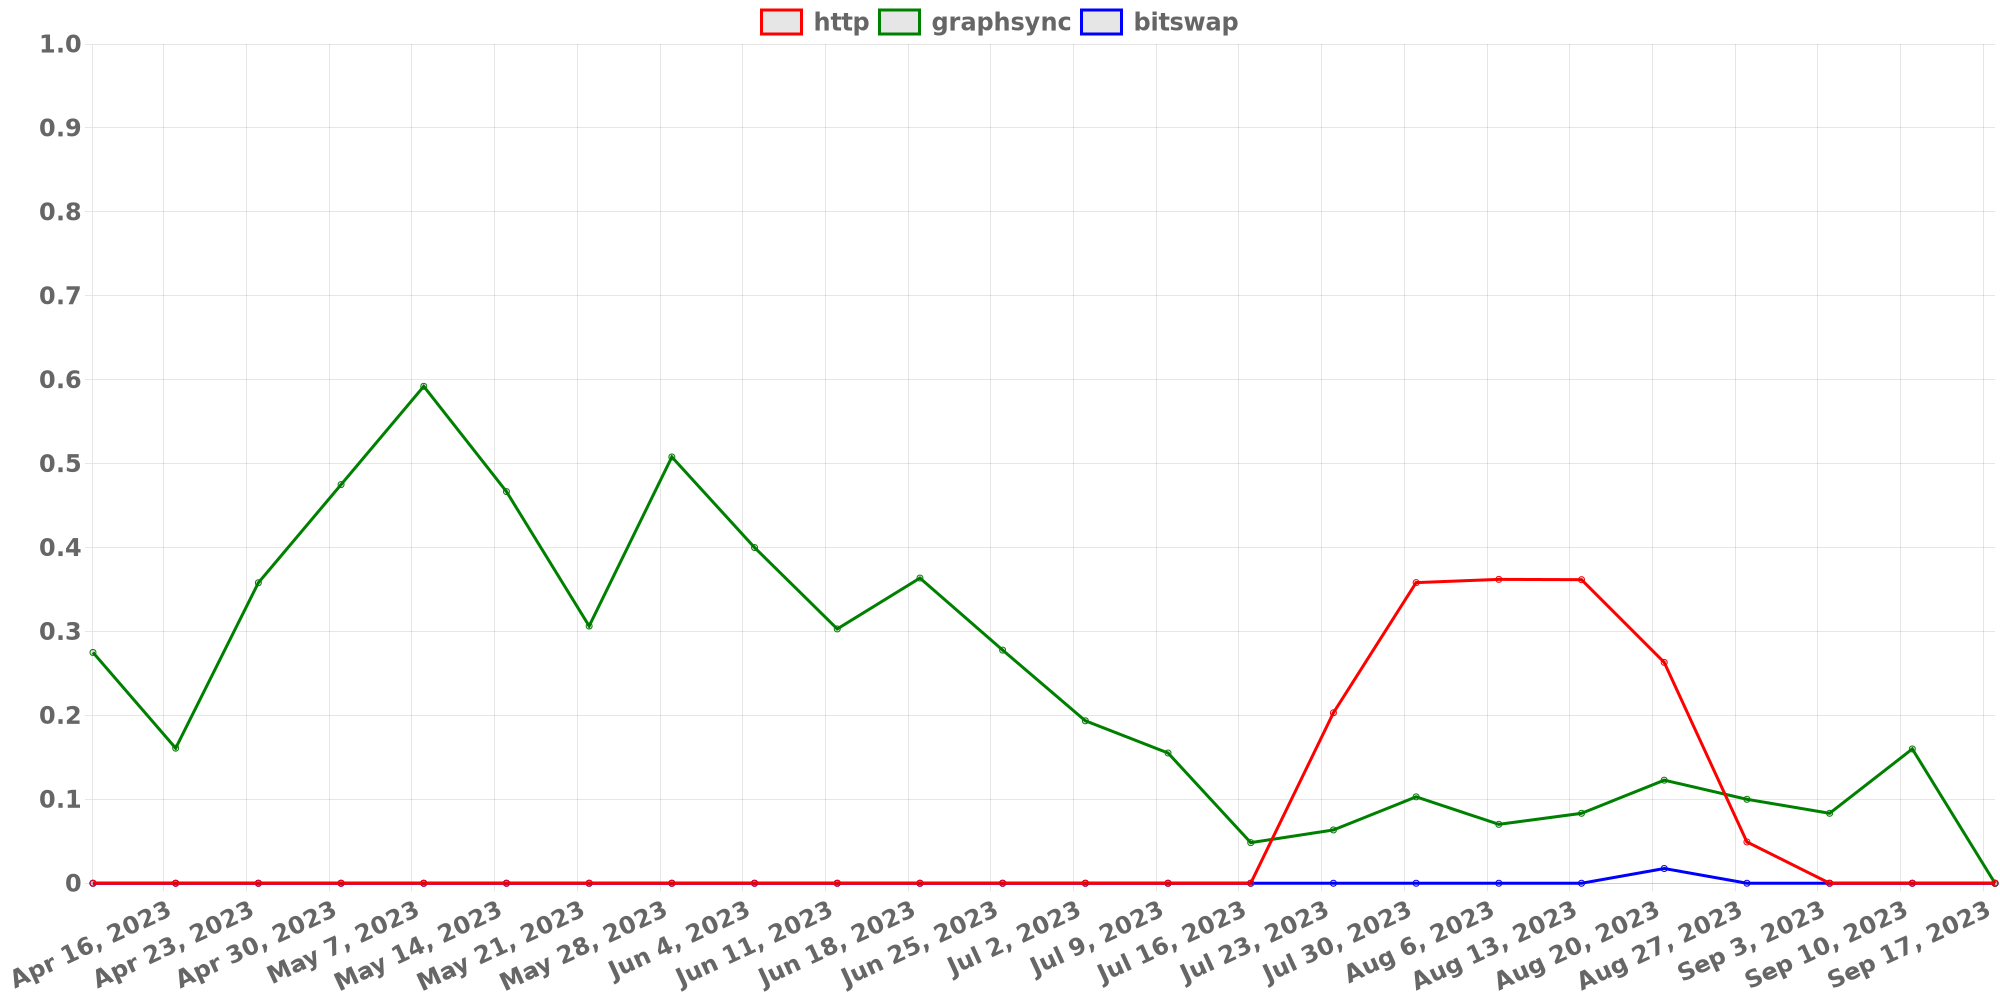 http graphsync bitswap
1.0
0.9
0.8
0.7
0.6
0.5
0.4
0.3
0.2
0.1
0
Apr 16, 2023
Apr 23, 2023
Apr 30, 2023
May 7, 2023
May 14, 2023
May 21, 2023
May 28, 2023
Jun 4, 2023
Jun 11, 2023
Jun 18, 2023
Jun 25, 2023
Jul 2, 2023
Jul 9, 2023
Jul 16, 2023
Jul 23, 2023
Jul 30, 2023
Aug 6, 2023
Aug 13, 2023
Aug 20, 2023
Aug 27, 2023
Sep 3, 2023
Sep 10, 2023
Sep 17, 2023